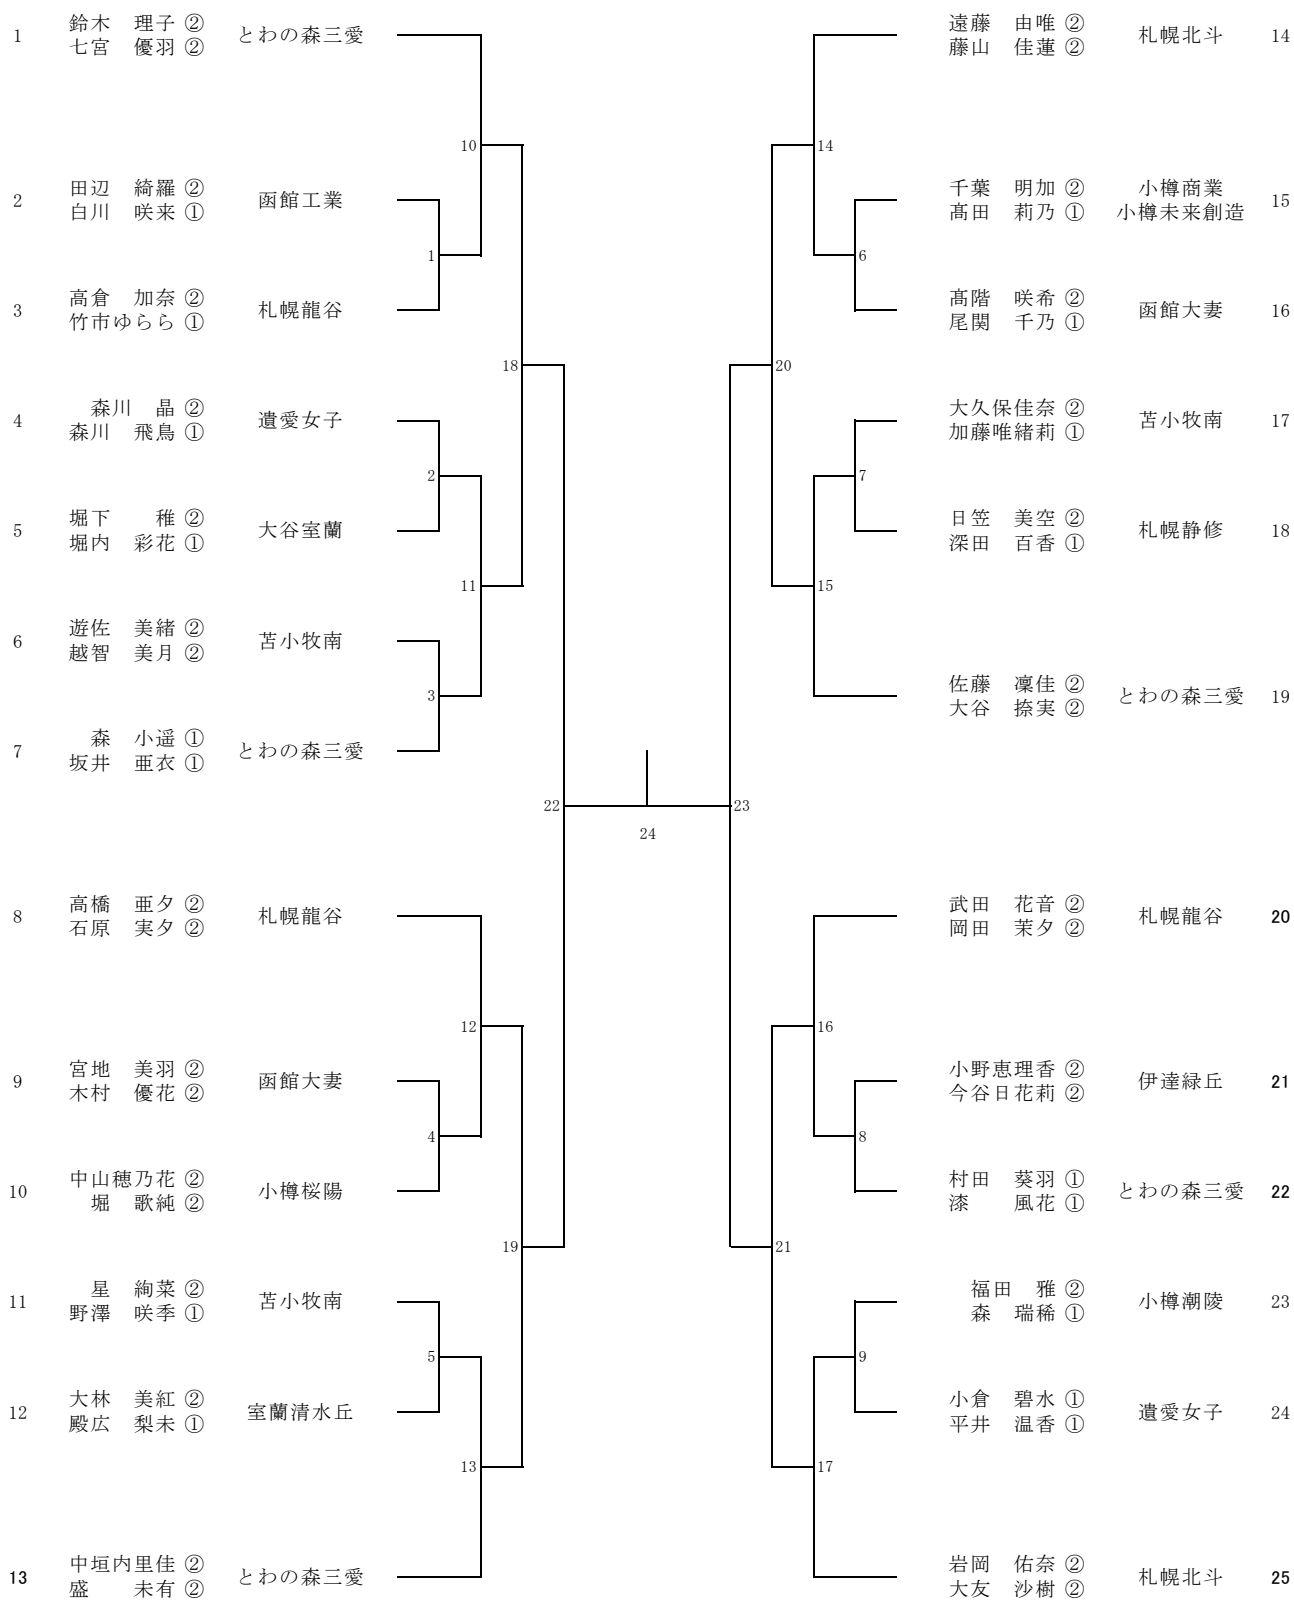 1 鈴木　理子 ② とわの森三愛
七宮　優羽 ②
10
2 田辺　綺羅 ② 函館工業
白川　咲来 ①
1
3 高倉　加奈 ② 札幌龍谷
竹市ゆらら ①
18
4 森川　晶 ② 遺愛女子
森川　飛鳥 ①
2
5 堀下　　稚 ② 大谷室蘭
堀内　彩花 ①
11
6 遊佐　美緒 ② 苫小牧南
越智　美月 ②
3
7 森　小遥 ① とわの森三愛
坂井　亜衣 ①
22
24
8 高橋　亜夕 ② 札幌龍谷
石原　実夕 ②
12
9 宮地　美羽 ② 函館大妻
木村　優花 ②
4
10 中山穂乃花 ② 小樽桜陽
堀　歌純 ②
19
11 星　絢菜 ② 苫小牧南
野澤　咲季 ①
5
12 大林　美紅 ② 室蘭清水丘
殿広　梨未 ①
13
13 中垣内里佳 ② とわの森三愛
盛　　未有 ②
遠藤　由唯 ② 札幌北斗 14
藤山　佳蓮 ②
14
千葉　明加 ② 小樽商業 15
髙田　莉乃 ① 小樽未来創造
6
髙階　咲希 ② 函館大妻 16
尾関　千乃 ①
20
大久保佳奈 ② 苫小牧南 17
加藤唯緒莉 ①
7
日笠　美空 ② 札幌静修 18
深田　百香 ①
15
佐藤　凜佳 ② とわの森三愛 19
大谷　捺実 ②
23
武田　花音 ② 札幌龍谷 20
岡田　茉夕 ②
16
小野恵理香 ② 伊達緑丘 21
今谷日花莉 ②
8
村田　葵羽 ① とわの森三愛 22
漆　　風花 ①
21
福田　雅 ② 小樽潮陵 23
森　瑞稀 ①
9
小倉　碧水 ① 遺愛女子 24
平井　温香 ①
17
岩岡　佑奈 ② 札幌北斗 25
大友　沙樹 ②